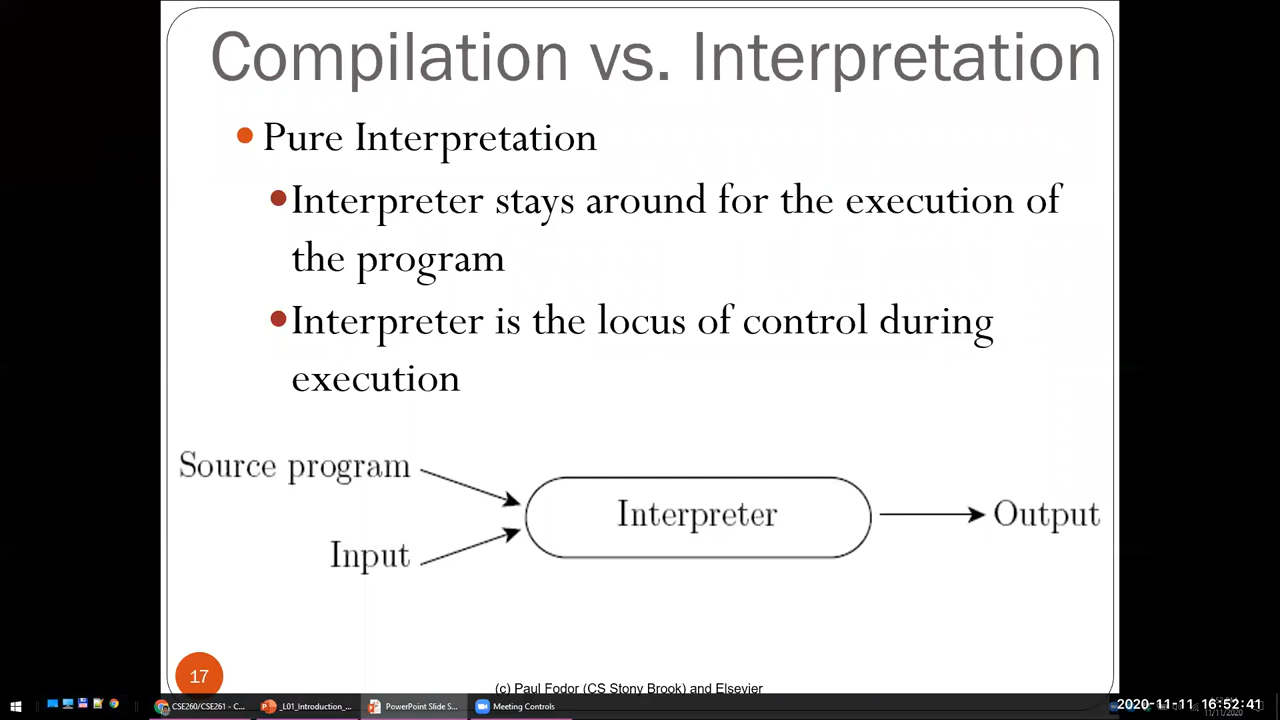 Compilation vs. Interpretation
Pure Interpretation
Interpreter stays around for the execution of
the program
Interpreter is the locus of control during
execution
Source program
Interpreter
Output
Input
17
(c) Paul Fodor (CS Stony Brook) and Elsevier
CSE260/CSE261 - C...
_L01_Introduction_...
PowerPoint Slide S...
Meeting Controls
2020-11-11 16:52:41